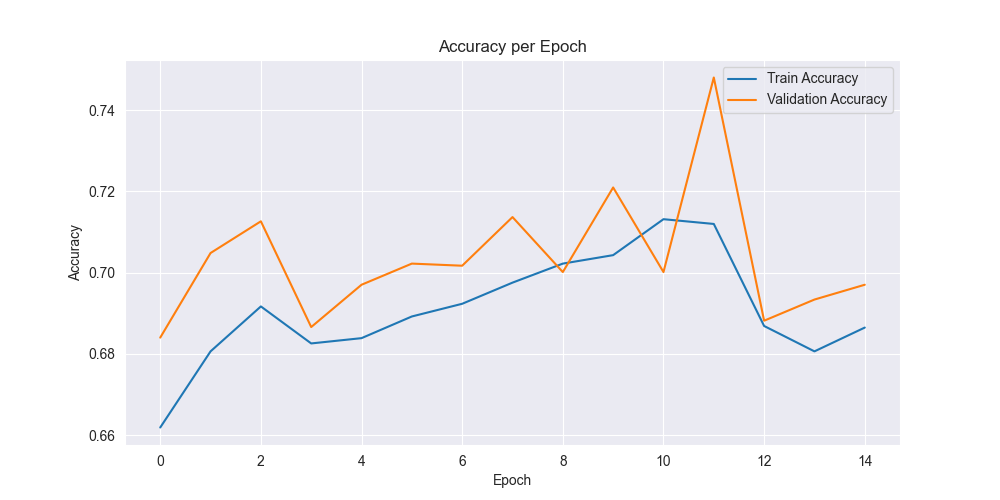 Accuracy per Epoch
Train Accuracy
Validation Accuracy
0.74
0.72
0.70
0.68
0.66
Accuracy
0 2 4 6 8 10 12 14
Epoch